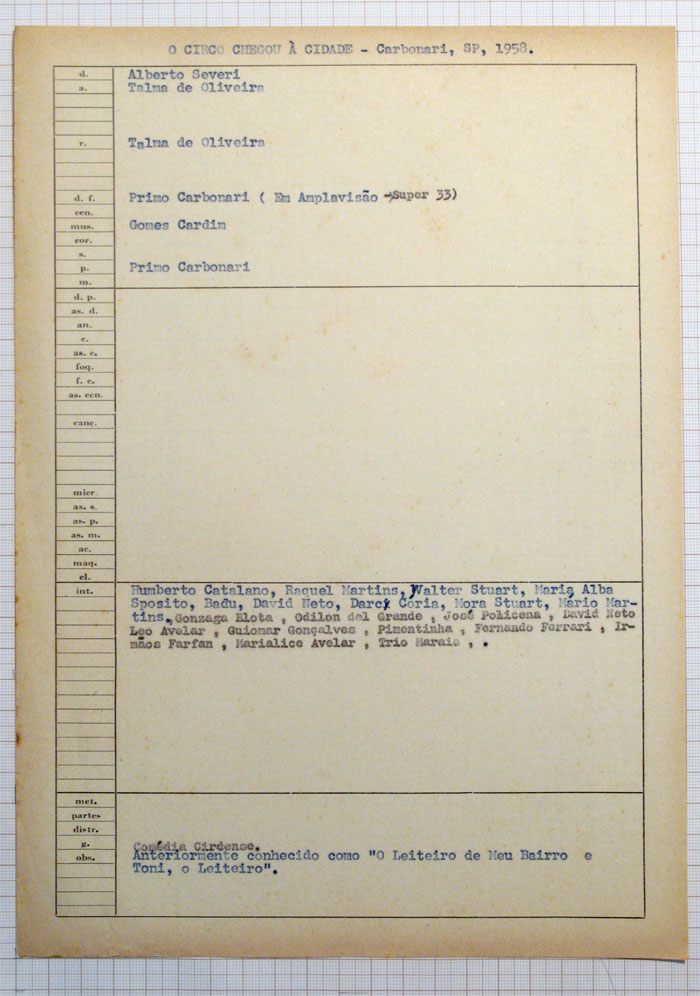 O CIRCO CHEGOU À CIDADE - Carbonari, SP, 1958.
d. Alberto Severi
a. Talma de Oliveira
r. Talma de Oliveira
d. f. Primo Carbonari ( Em Amplavisão →Super 33)
cen.
mus. Gomes Cardim
cor.
s.
p. Primo Carbonari
m.
d. p.
as. d.
an.
c.
as. c.
foq.
f. c.
as. cen.
canç.
micr
as. s.
as. p.
as. m.
ac.
maq.
el.
int. Humberto Catalano, Raquel Martins, Walter Stuart, Maria Alba
Sposito, Badu, David Neto, Darcy Coria, Mora Stuart, Mário Mar-
tins, Gonzaga Blota , Odilon del Grande , José Policena , David Neto
Leo Avelar , Guiomar Gonçalves , Pimentinha , Fernando Ferrari , Ir-
mãos Farfan , Marialice Avelar , Trio Maraio , .
met.
partes
distr.
g. Comédia Cirdense.
obs. Anteriormente conhecido como "O Leiteiro de Meu Bairro e
Toni, o Leiteiro".